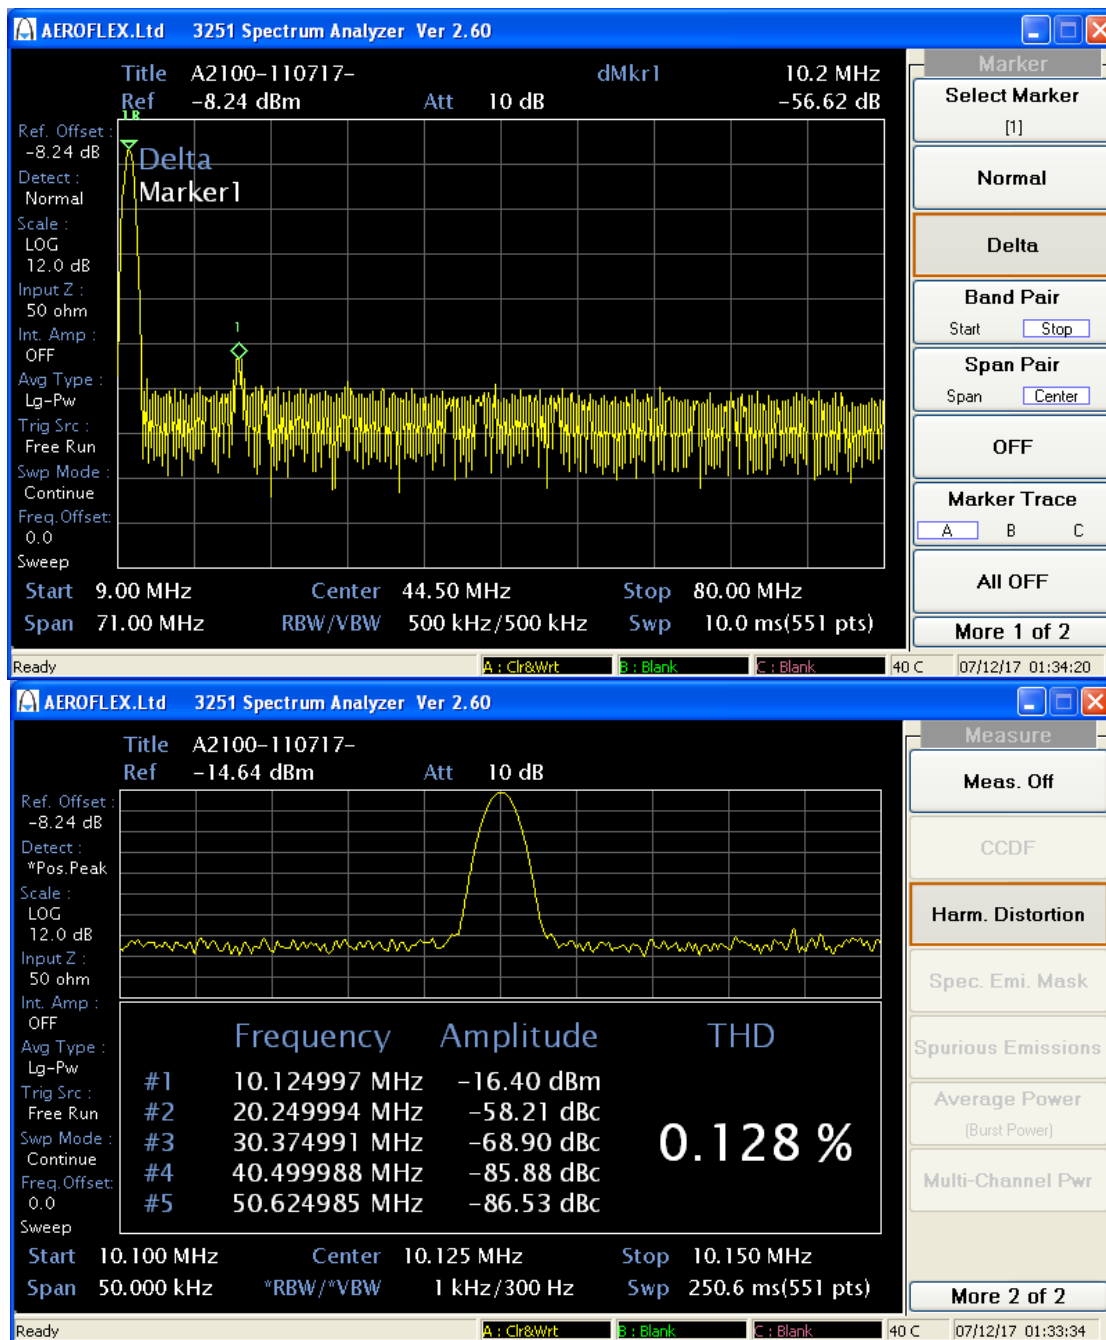 AEROFLEX.Ltd 3251 Spectrum Analyzer Ver 2.60
Title A2100-110717- dMkr1 10.2 MHz
Ref -8.24 dBm Att 10 dB -56.62 dB
1R
Ref. Offset :
-8.24 dB
Detect :
Normal
Scale :
LOG
12.0 dB
Input Z :
50 ohm
Int. Amp :
OFF
Avg Type :
Lg-Pw
Trig Src :
Free Run
Swp Mode :
Continue
Freq.Offset:
0.0
Sweep
Delta
Marker1
1
Start 9.00 MHz Center 44.50 MHz Stop 80.00 MHz
Span 71.00 MHz RBW/VBW 500 kHz/500 kHz Swp 10.0 ms(551 pts)
Marker
Select Marker
[1]
Normal
Delta
Band Pair
Start Stop
Span Pair
Span Center
OFF
Marker Trace
A B C
All OFF
More 1 of 2
Ready A : Clr&Wrt B : Blank C : Blank 40 C 07/12/17 01:34:20
AEROFLEX.Ltd 3251 Spectrum Analyzer Ver 2.60
Title A2100-110717-
Ref -14.64 dBm Att 10 dB
Ref. Offset :
-8.24 dB
Detect :
*Pos.Peak
Scale :
LOG
12.0 dB
Input Z :
50 ohm
Int. Amp :
OFF
Avg Type :
Lg-Pw
Trig Src :
Free Run
Swp Mode :
Continue
Freq.Offset:
0.0
Sweep
Frequency Amplitude THD
#1 10.124997 MHz -16.40 dBm
#2 20.249994 MHz -58.21 dBc
#3 30.374991 MHz -68.90 dBc
#4 40.499988 MHz -85.88 dBc
#5 50.624985 MHz -86.53 dBc
0.128 %
Start 10.100 MHz Center 10.125 MHz Stop 10.150 MHz
Span 50.000 kHz *RBW/*VBW 1 kHz/300 Hz Swp 250.6 ms(551 pts)
Measure
Meas. Off
CCDF
Harm. Distortion
Spec. Emi. Mask
Spurious Emissions
Average Power
(Burst Power)
Multi-Channel Pwr
More 2 of 2
Ready A : Clr&Wrt B : Blank C : Blank 40 C 07/12/17 01:33:34